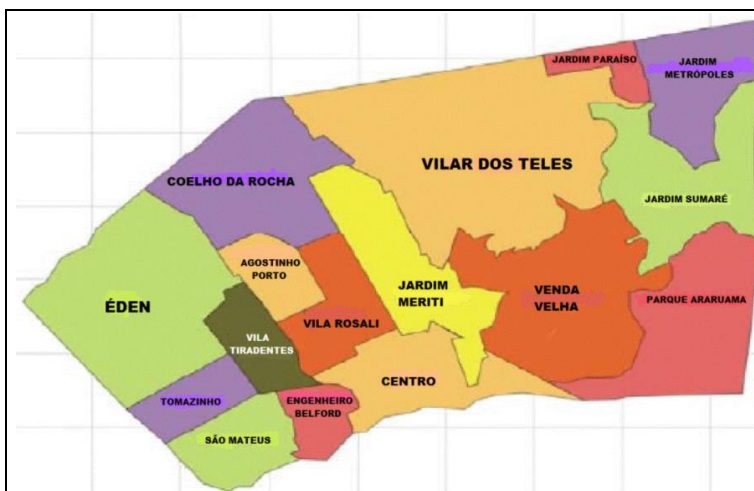 JARDIM PARAÍSO
JARDIM
METRÓPOLES
VILAR DOS TELES
COELHO DA ROCHA
JARDIM SUMARÉ
AGOSTINHO
PORTO
JARDIM
MERITI
VENDA
VELHA
PARQUE ARARUAMA
ÉDEN
VILA ROSALI
VILA
TIRADENTES
CENTRO
TOMAZINHO
ENGENHEIRO
BELFORD
SÃO MATEUS